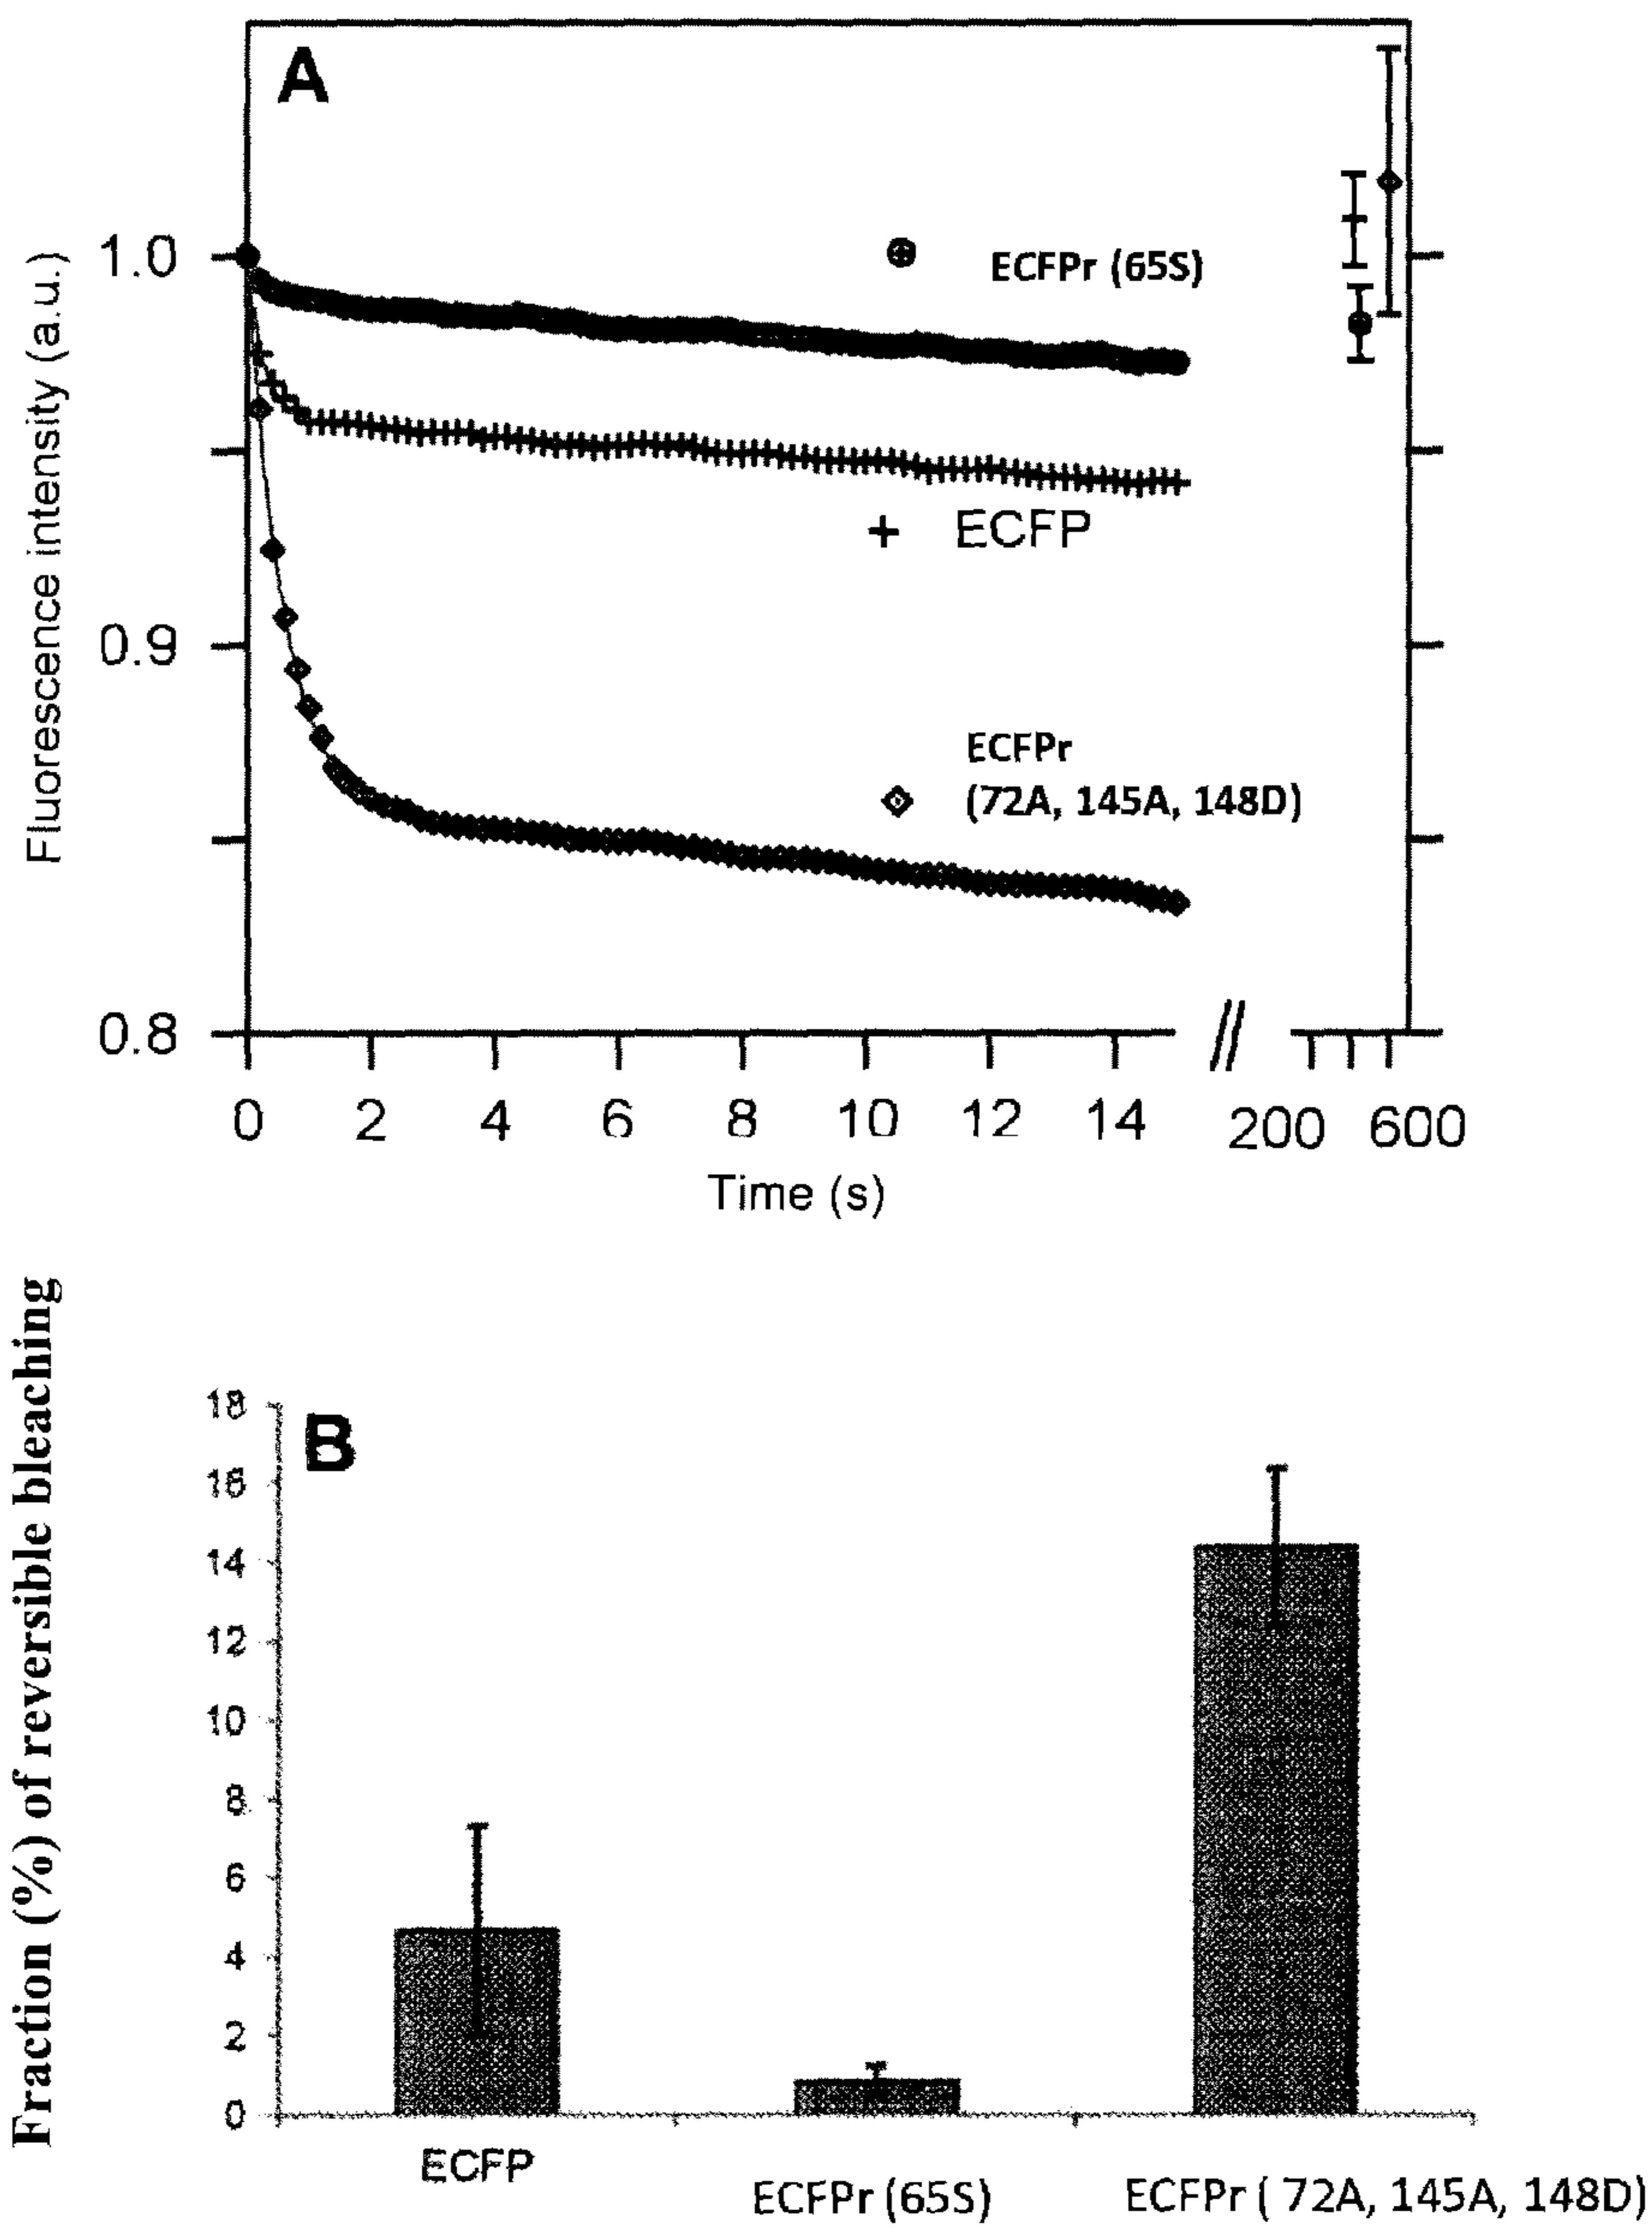 A
Fluorescence intensity (a.u.)
1.0
0.9
0.8
ECFPr (65S)
+ ECFP
ECFPr
(72A, 145A, 148D)
0 2 4 6 8 10 12 14 200 600
Time (s)
B
Fraction (%) of reversible bleaching
18
16
14
12
10
8
6
4
2
0
ECFP
ECFPr (65S)
ECFPr ( 72A, 145A, 148D)